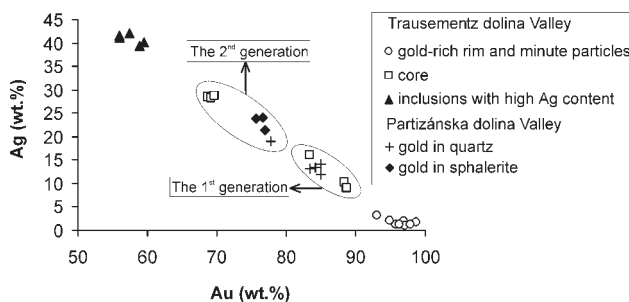 Ag (wt.%)
45
40
35
30
25
20
15
10
5
0
50
60
70
80
90
100
Au (wt.%)
The 2nd generation
The 1st generation
Trausementz dolina Valley
gold-rich rim and minute particles
core
inclusions with high Ag content
Partizánska dolina Valley
gold in quartz
gold in sphalerite